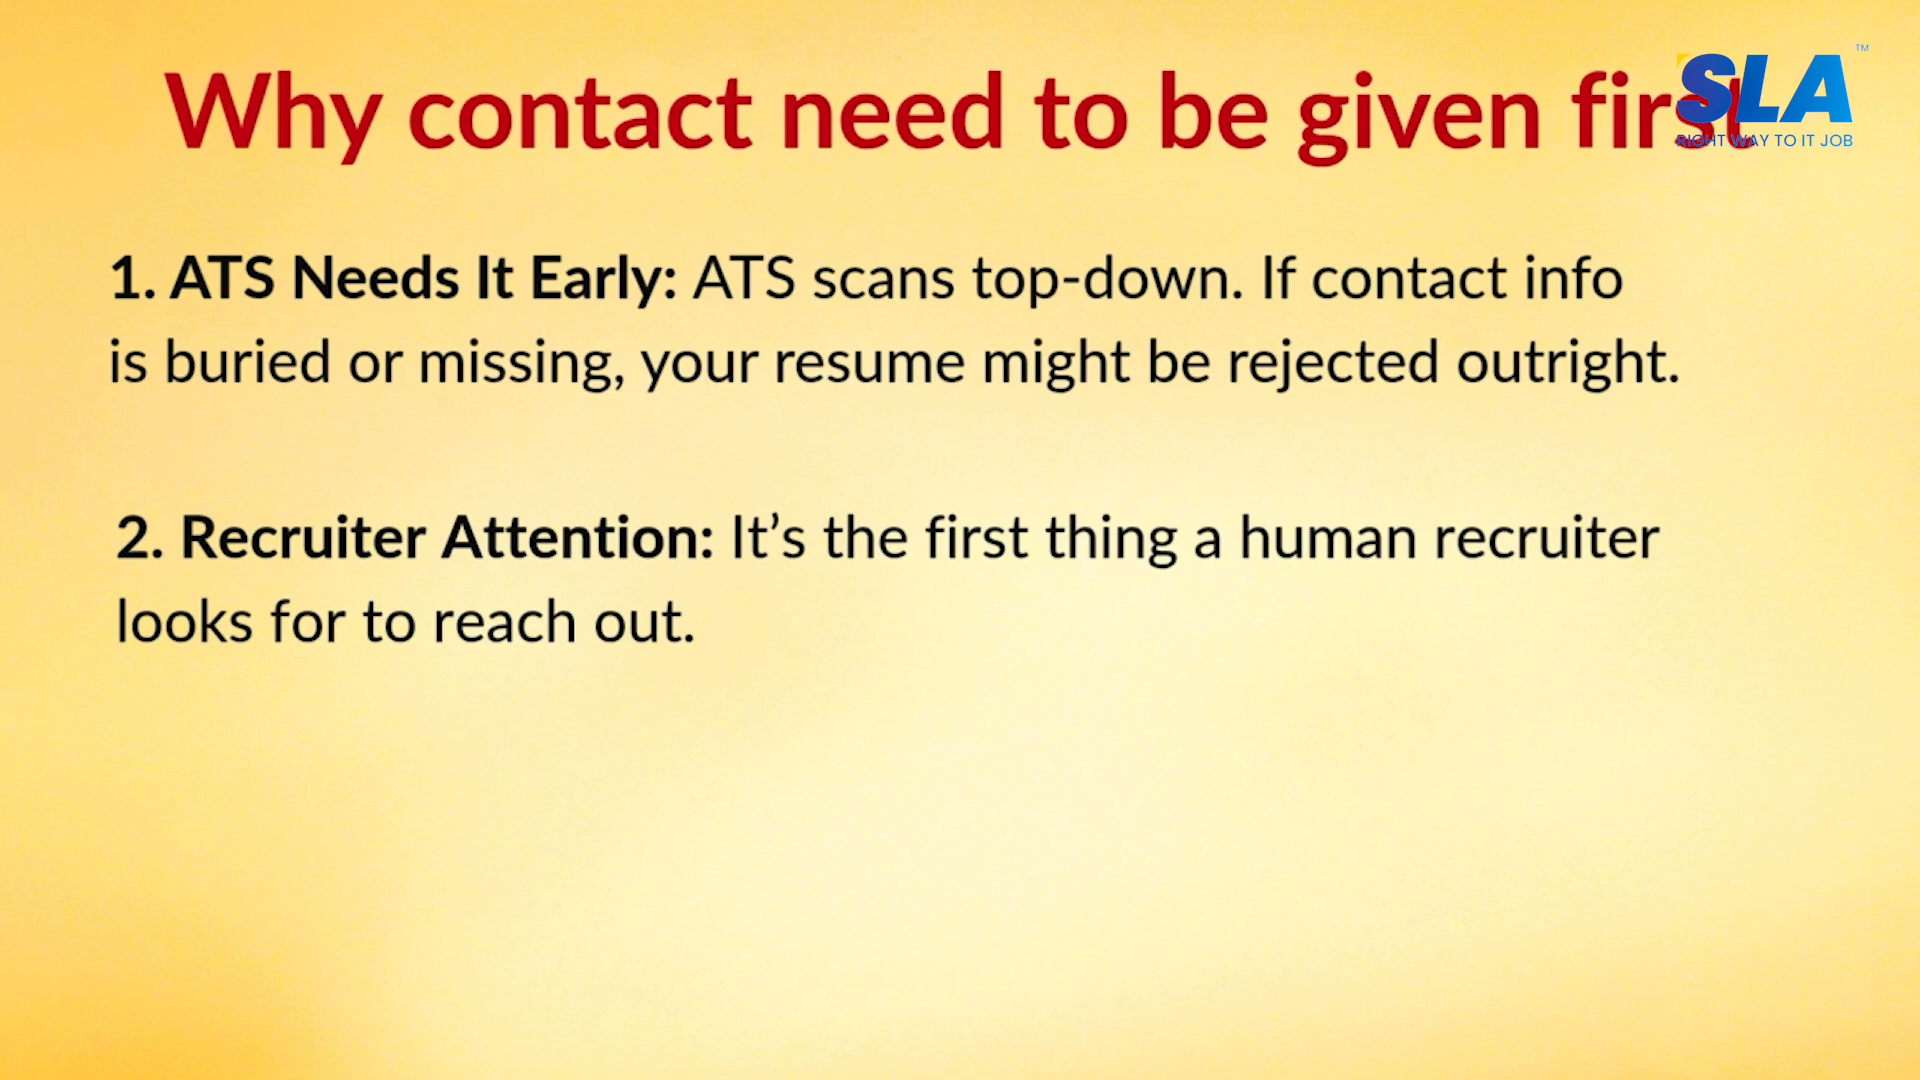 Why contact need to be given first
SLA
TM
RIGHT WAY TO IT JOB
1. ATS Needs It Early: ATS scans top-down. If contact info
is buried or missing, your resume might be rejected outright.
2. Recruiter Attention: It’s the first thing a human recruiter
looks for to reach out.